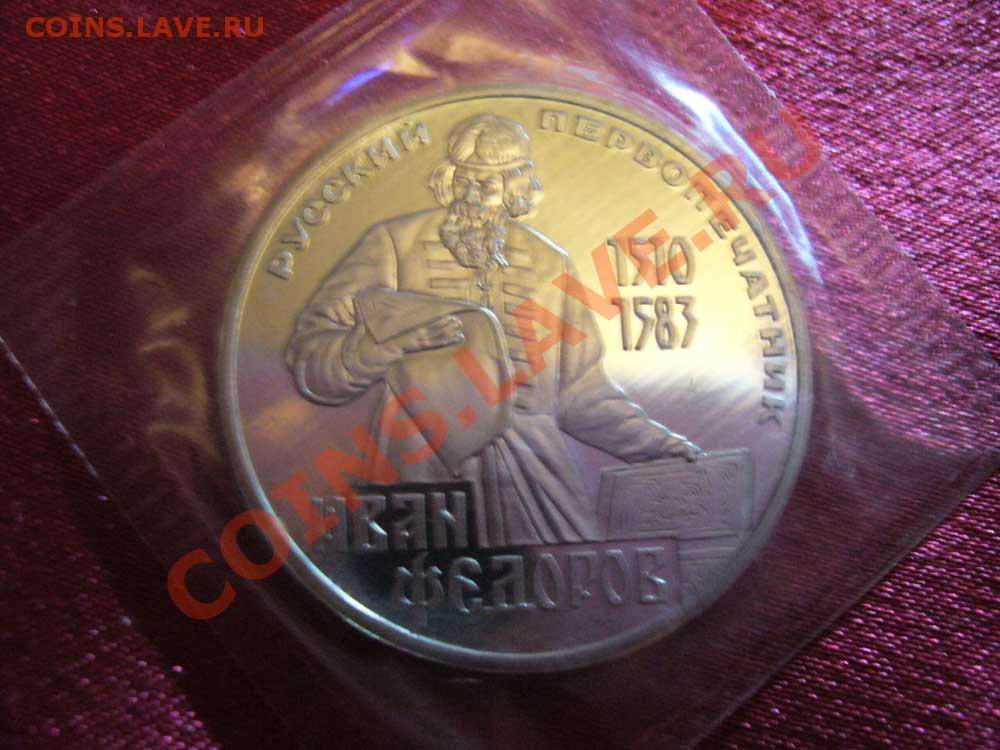 COINS.LAVE.RU
РУССКИЙ ПЕРВОПЕЧАТНИК
1510
1583
ИВАН
ФЕДОРОВ
COINS.LAVE.RU